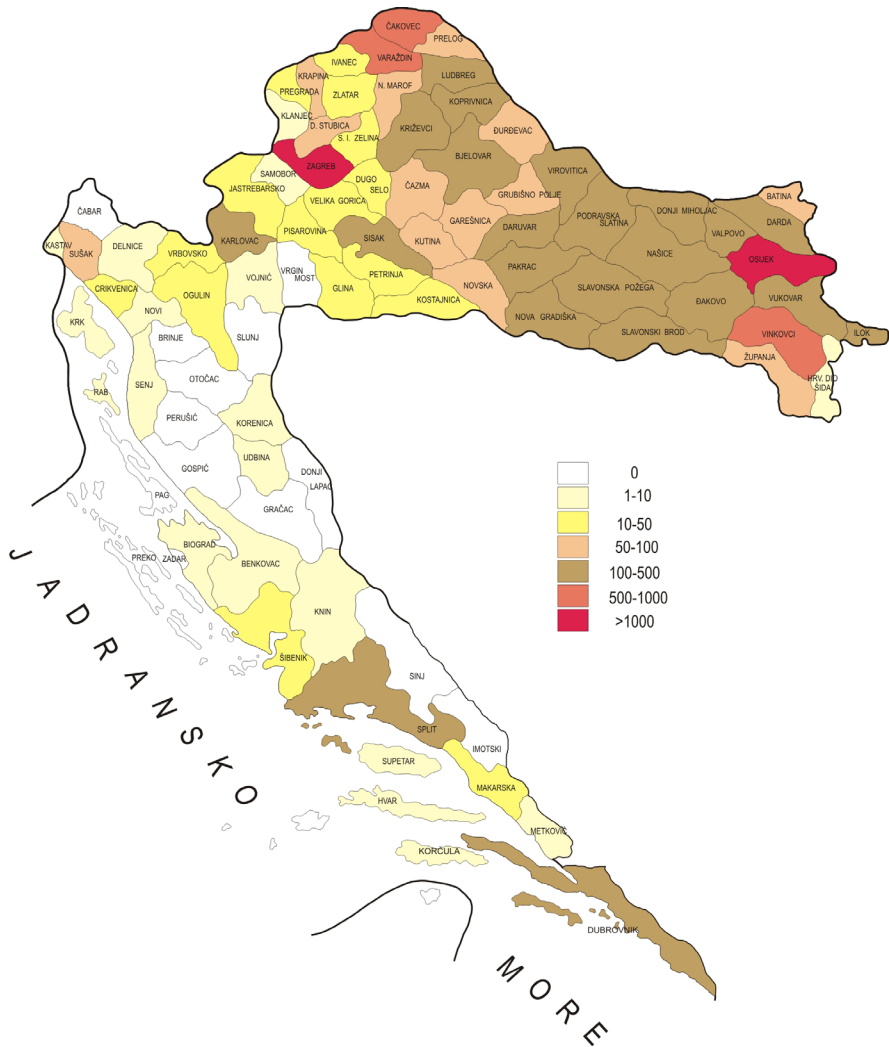 ČAKOVEC
PRELOG
VARAŽDIN
IVANEC
KRAPINA
LUDBREG
N. MAROF
PREGRADA
ZLATAR
KOPRIVNICA
KLANJEC
D. STUBICA
KRIŽEVCI
ĐURĐEVAC
S. I. ZELINA
BJELOVAR
ZAGREB
SAMOBOR
VIROVITICA
DUGO
SELO
JASTREBARSKO
ČAZMA
GRUBIŠNO POLJE
BATINA
VELIKA GORICA
DONJI MIHOLJAC
ČABAR
PODRAVSKA
SLATINA
GAREŠNICA
DARDA
DARUVAR
PISAROVINA
VALPOVO
KARLOVAC
SISAK
KUTINA
KASTAV
DELNICE
SUŠAK
VRBOVSKO
NAŠICE
OSIJEK
PAKRAC
VRGIN
MOST
VOJNIĆ
PETRINJA
CRIKVENICA
OGULIN
GLINA
NOVSKA
SLAVONSKA POŽEGA
KOSTAJNICA
VUKOVAR
ĐAKOVO
NOVI
KRK
NOVA GRADIŠKA
SLAVONSKI BROD
VINKOVCI
ILOK
BRINJE
SLUNJ
ŽUPANJA
OTOČAC
HRV. DIO
ŠIDA
SENJ
RAB
PERUŠIĆ
KORENICA
UDBINA
GOSPIĆ
DONJI
LAPAC
0
PAG
1-10
GRAČAC
10-50
BIOGRAD
50-100
PREKO
ZADAR
BENKOVAC
100-500
500-1000
KNIN
>1000
ŠIBENIK
SINJ
SPLIT
IMOTSKI
SUPETAR
MAKARSKA
HVAR
METKOVIĆ
KORČULA
DUBROVNIK
JADRANSKO
MORE